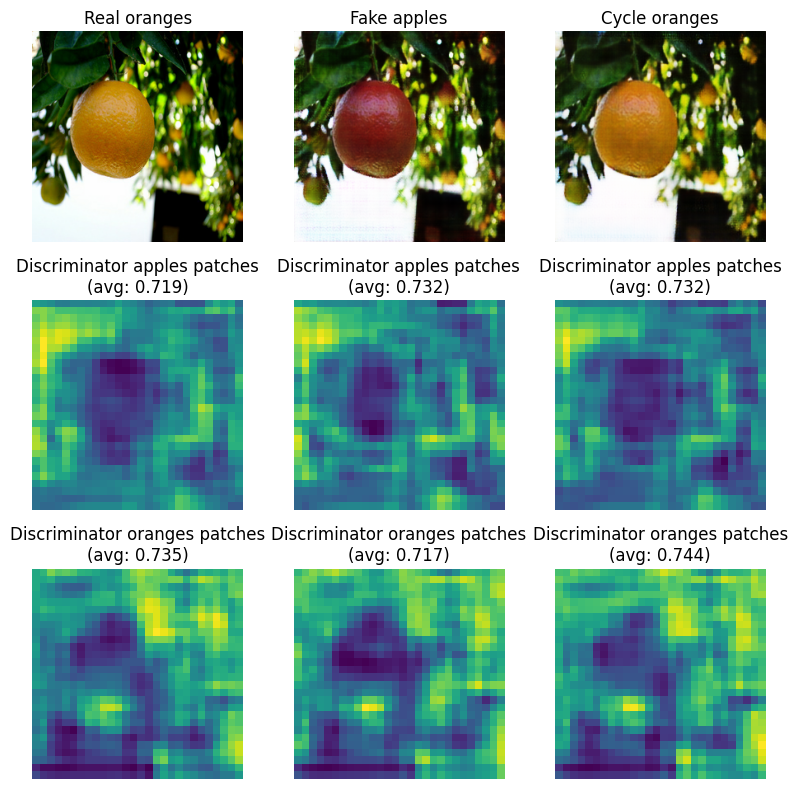 Real oranges
Fake apples
Cycle oranges
Discriminator apples patches
(avg: 0.719)
Discriminator apples patches
(avg: 0.732)
Discriminator apples patches
(avg: 0.732)
Discriminator oranges patches
(avg: 0.735)
Discriminator oranges patches
(avg: 0.717)
Discriminator oranges patches
(avg: 0.744)